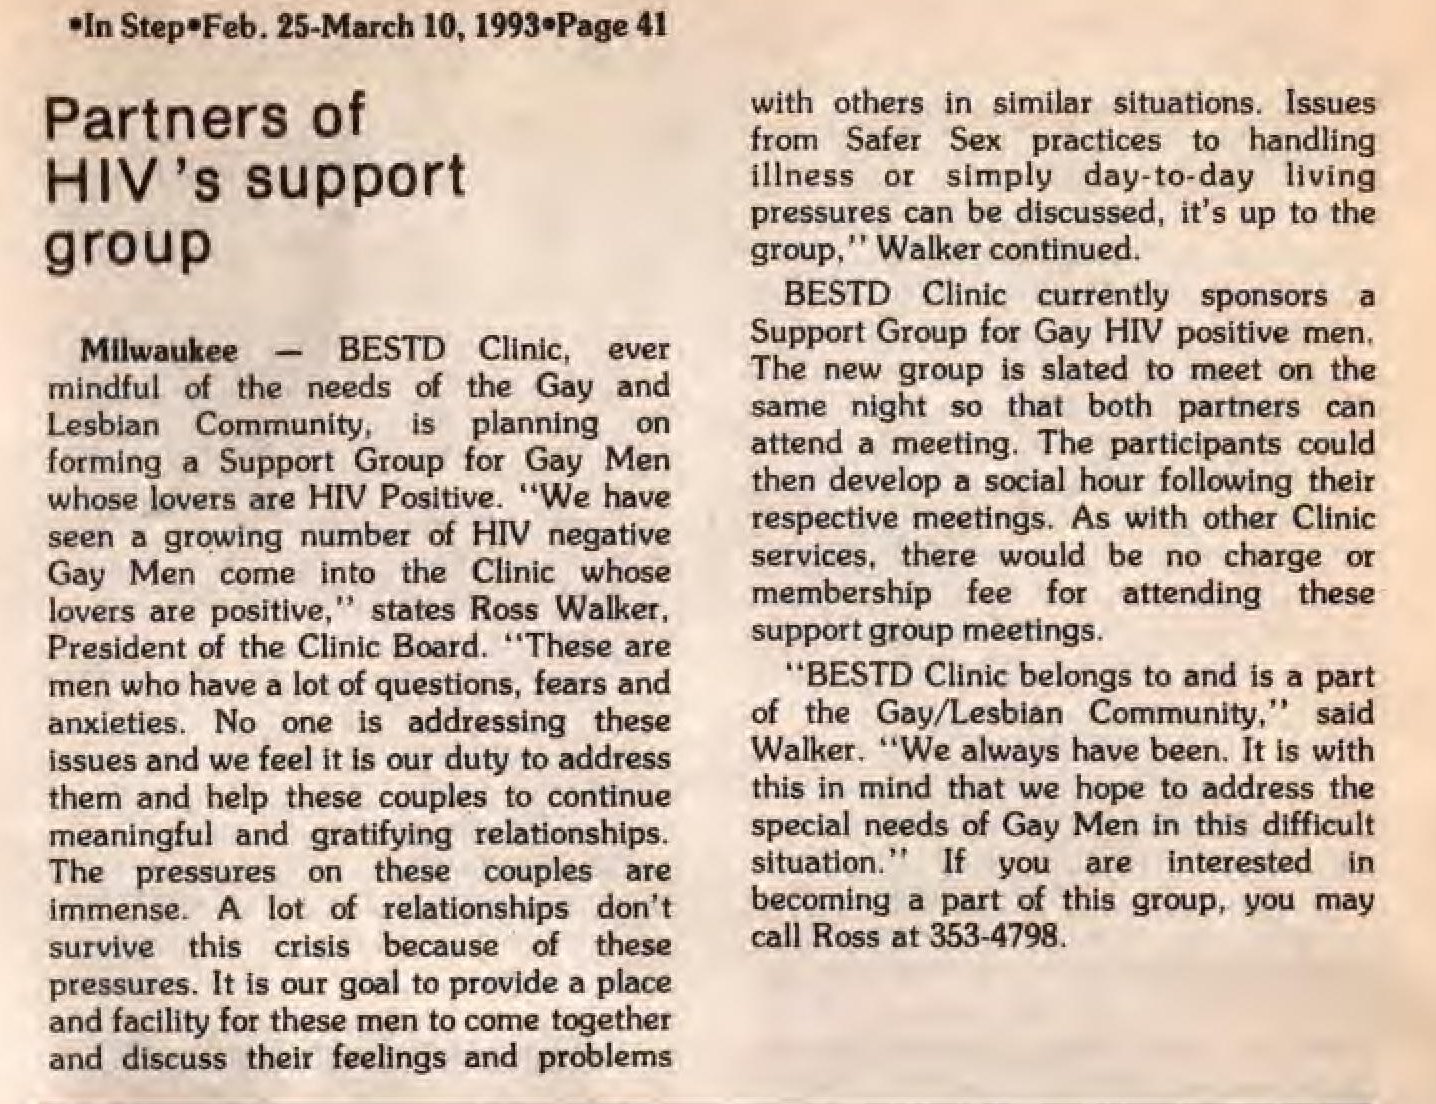 •In Step•Feb. 25-March 10, 1993•Page 41
Partners of
HIV's support
group
Milwaukee — BESTD Clinic, ever
mindful of the needs of the Gay and
Lesbian Community, is planning on
forming a Support Group for Gay Men
whose lovers are HIV Positive. "We have
seen a growing number of HIV negative
Gay Men come into the Clinic whose
lovers are positive," states Ross Walker,
President of the Clinic Board. "These are
men who have a lot of questions, fears and
anxieties. No one is addressing these
issues and we feel it is our duty to address
them and help these couples to continue
meaningful and gratifying relationships.
The pressures on these couples are
immense. A lot of relationships don't
survive this crisis because of these
pressures. It is our goal to provide a place
and facility for these men to come together
and discuss their feelings and problems
with others in similar situations. Issues
from Safer Sex practices to handling
illness or simply day-to-day living
pressures can be discussed, it's up to the
group," Walker continued.
BESTD Clinic currently sponsors a
Support Group for Gay HIV positive men.
The new group is slated to meet on the
same night so that both partners can
attend a meeting. The participants could
then develop a social hour following their
respective meetings. As with other Clinic
services, there would be no charge or
membership fee for attending these
support group meetings.
"BESTD Clinic belongs to and is a part
of the Gay/Lesbian Community," said
Walker. "We always have been. It is with
this in mind that we hope to address the
special needs of Gay Men in this difficult
situation." If you are interested in
becoming a part of this group, you may
call Ross at 353-4798.